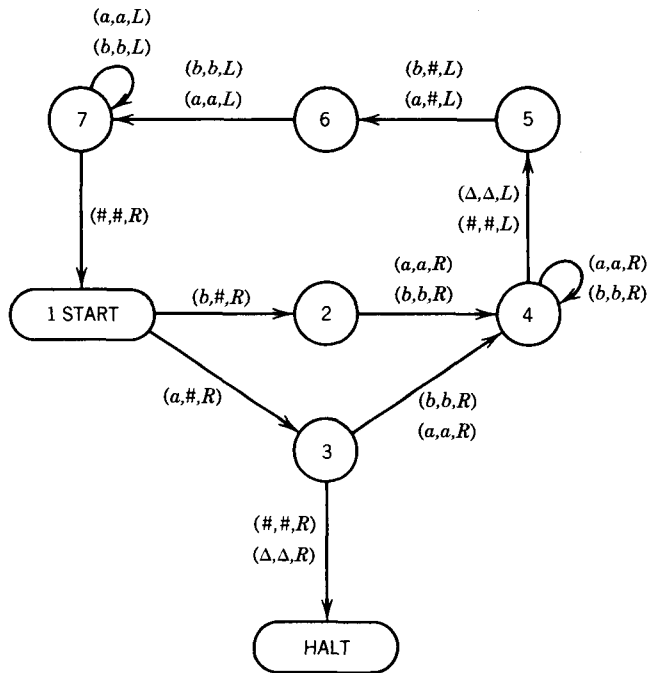 (a,a,L)
(b,b,L)
(b,b,L)
(a,a,L)
(b,#,L)
(a,#,L)
7
6
5
(#,#,R)
(Δ,Δ,L)
(#,#,L)
1 START
(b,#,R)
2
(a,a,R)
(b,b,R)
4
(a,a,R)
(b,b,R)
(a,#,R)
3
(b,b,R)
(a,a,R)
(#,#,R)
(Δ,Δ,R)
HALT